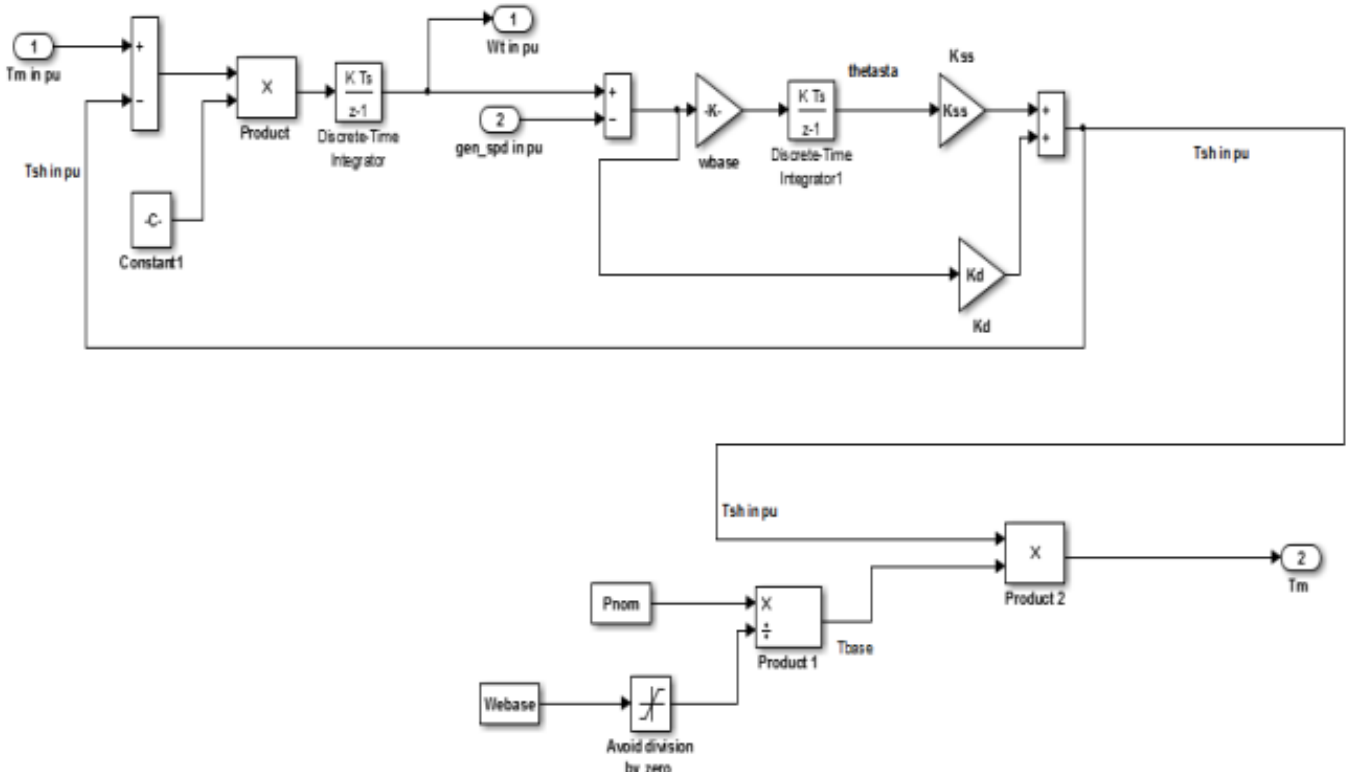 1
Tm in pu
+
−
Tsh in pu
-C-
Constant1
X
Product
K Ts
z-1
Discrete-Time
Integrator
1
Wt in pu
2
gen_spd in pu
+
−
-K-
wbase
K Ts
z-1
Discrete-Time
Integrator1
thetasta
Kss
Kss
Kd
Kd
+
+
Tsh in pu
Tsh in pu
Pnom
Webase
Avoid division
by zero
X
÷
Product 1
Tbase
X
Product 2
2
Tm